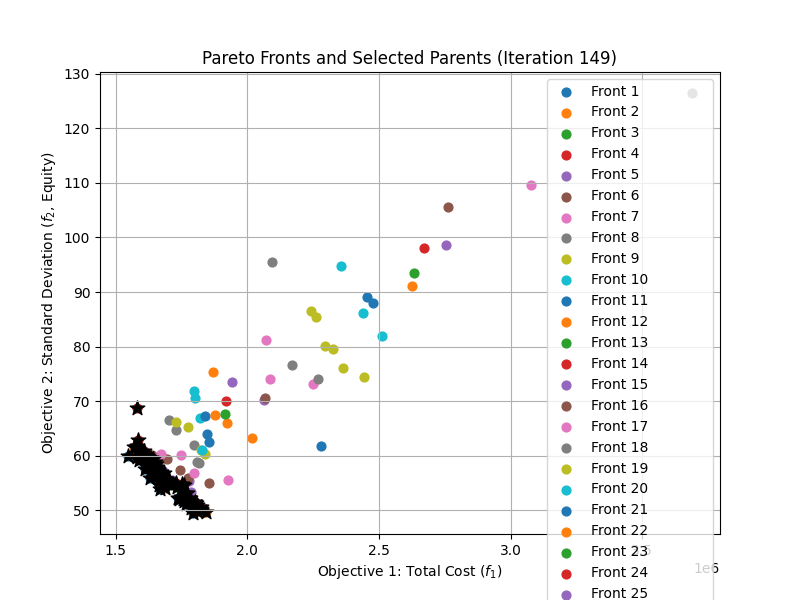 Pareto Fronts and Selected Parents (Iteration 149)
130
120
110
100
90
80
70
60
50
Objective 2: Standard Deviation (f2, Equity)
1.5
2.0
2.5
3.0
1e6
Objective 1: Total Cost (f1)
Front 1
Front 2
Front 3
Front 4
Front 5
Front 6
Front 7
Front 8
Front 9
Front 10
Front 11
Front 12
Front 13
Front 14
Front 15
Front 16
Front 17
Front 18
Front 19
Front 20
Front 21
Front 22
Front 23
Front 24
Front 25